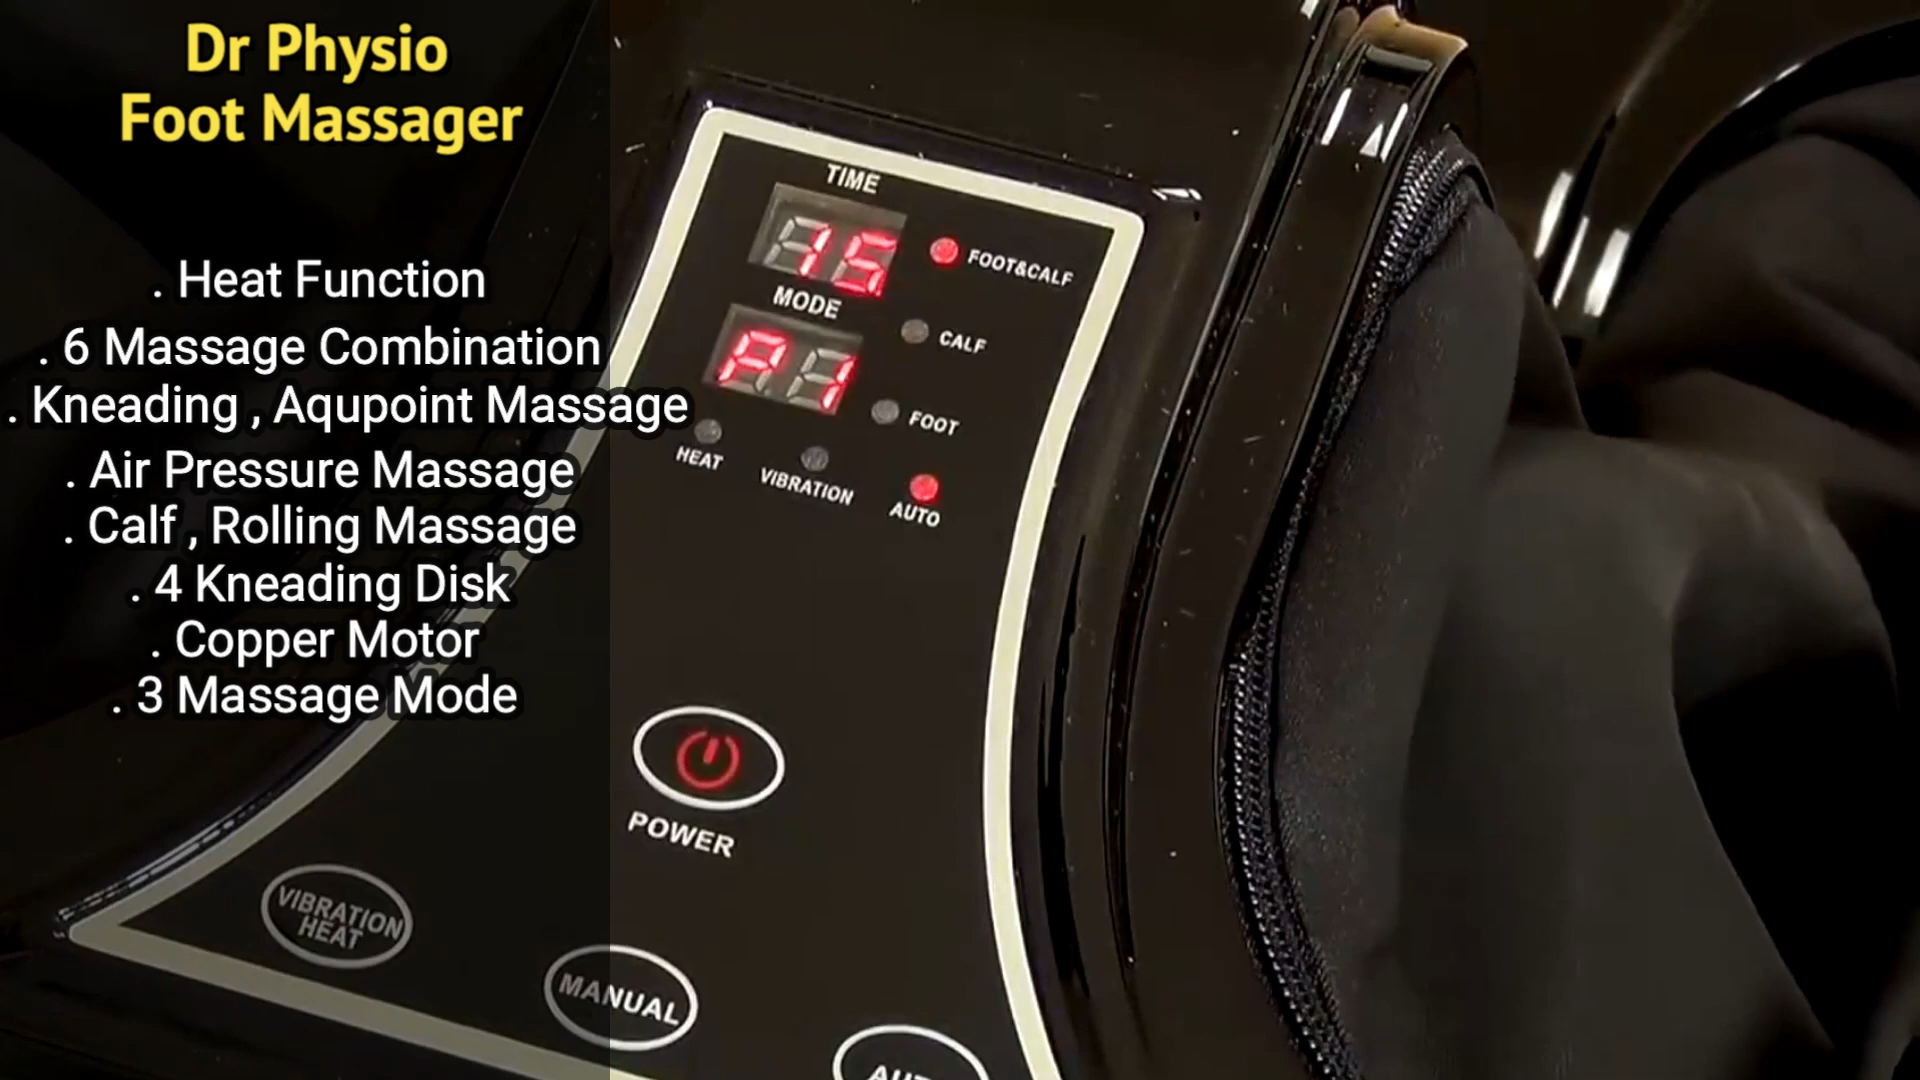 Dr Physio
Foot Massager
. Heat Function
. 6 Massage Combination
. Kneading , Aqupoint Massage
. Air Pressure Massage
. Calf , Rolling Massage
. 4 Kneading Disk
. Copper Motor
. 3 Massage Mode
TIME
15
FOOT&CALF
MODE
CALF
P1
FOOT
HEAT
VIBRATION
AUTO
POWER
VIBRATION
HEAT
MANUAL